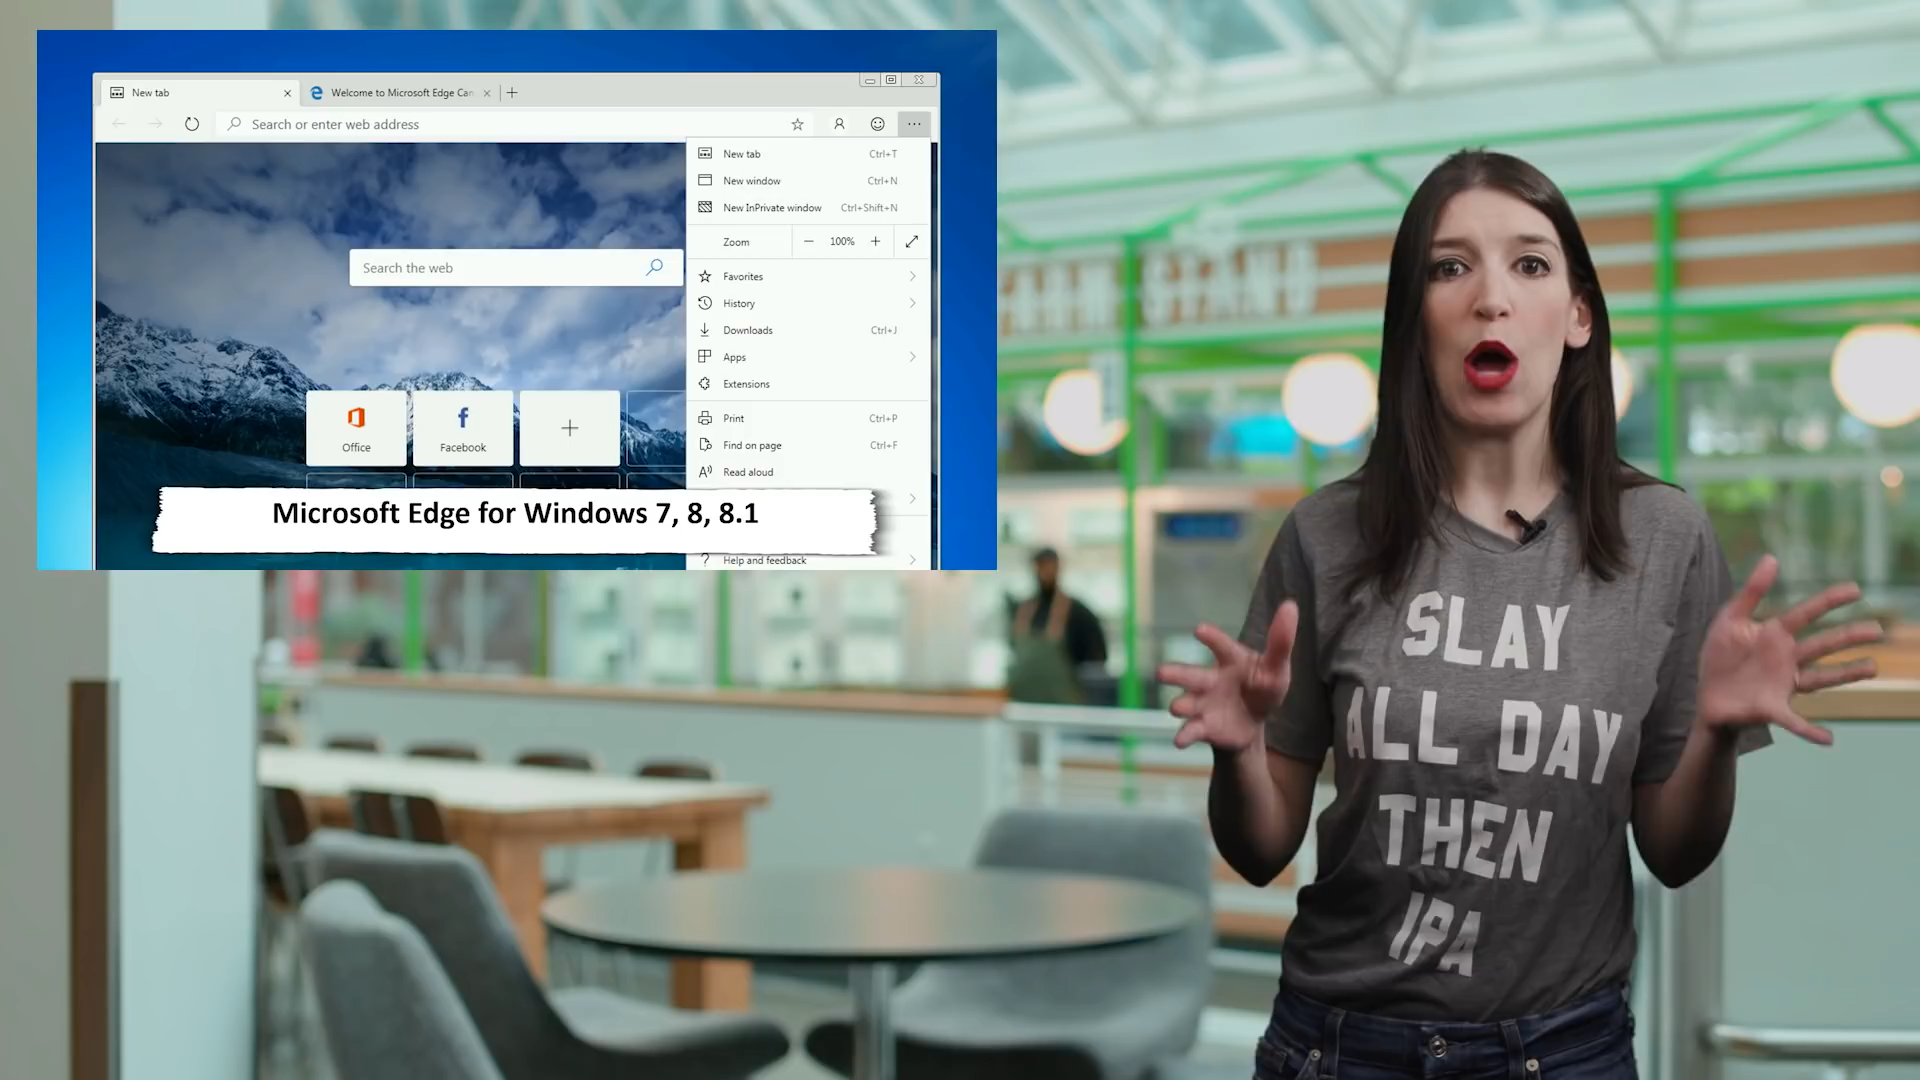 New tab
Welcome to Microsoft Edge Can
Search or enter web address
New tab Ctrl+T
New window Ctrl+N
New InPrivate window Ctrl+Shift+N
Zoom 100%
Search the web
Favorites
History
Downloads Ctrl+J
Apps
Extensions
Print Ctrl+P
Find on page Ctrl+F
Read aloud
Office
Facebook
Microsoft Edge for Windows 7, 8, 8.1
Help and feedback
SLAY
ALL DAY
THEN
IPA